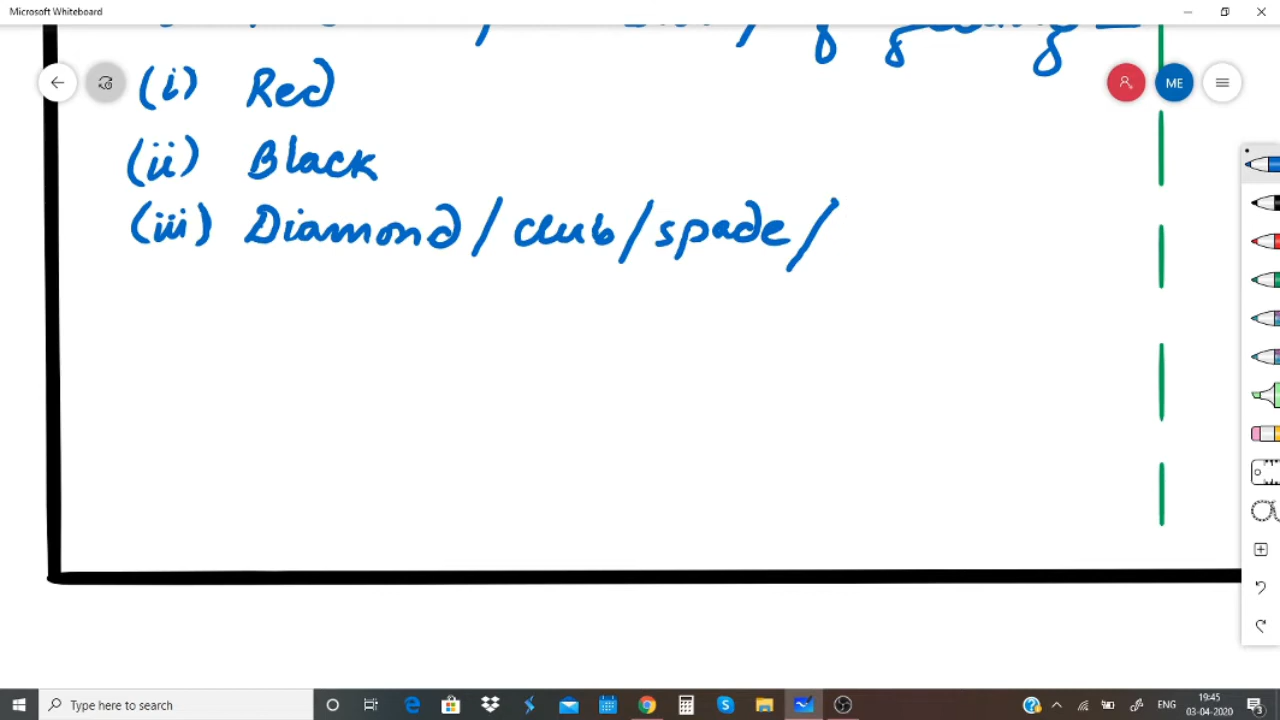 Microsoft Whiteboard
(i) Red
ME
(ii) Black
(iii) Diamond/club/spade/
Type here to search
ENG
19:45
03-04-2020